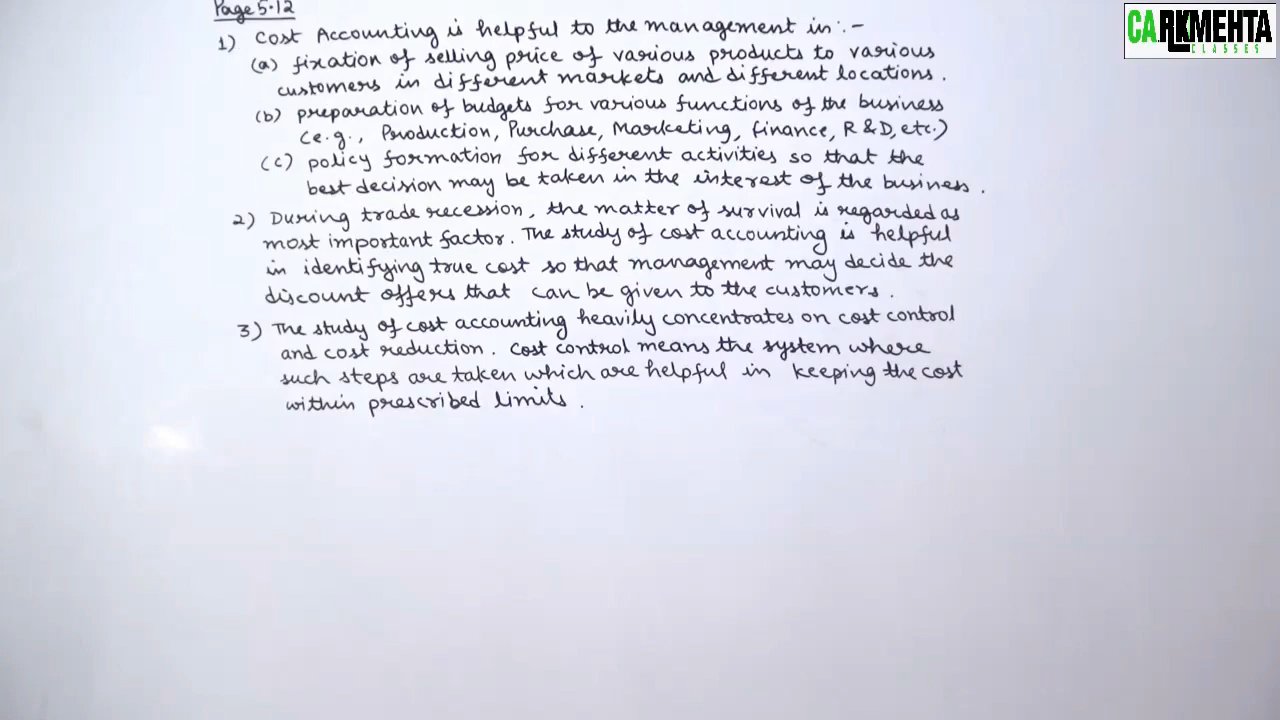 Page 5.12
CARKMEHTA
CLASSES
1) Cost Accounting is helpful to the management in :-
(a) fixation of selling price of various products to various
customers in different markets and different locations.
(b) preparation of budgets for various functions of the business
(e.g., Production, Purchase, Marketing, finance, R & D, etc.)
(c) policy formation for different activities so that the
best decision may be taken in the interest of the business.
2) During trade recession, the matter of survival is regarded as
most important factor. The study of cost accounting is helpful
in identifying true cost so that management may decide the
discount offers that can be given to the customers.
3) The study of cost accounting heavily concentrates on cost control
and cost reduction. Cost control means the system where
such steps are taken which are helpful in keeping the cost
within prescribed limits.